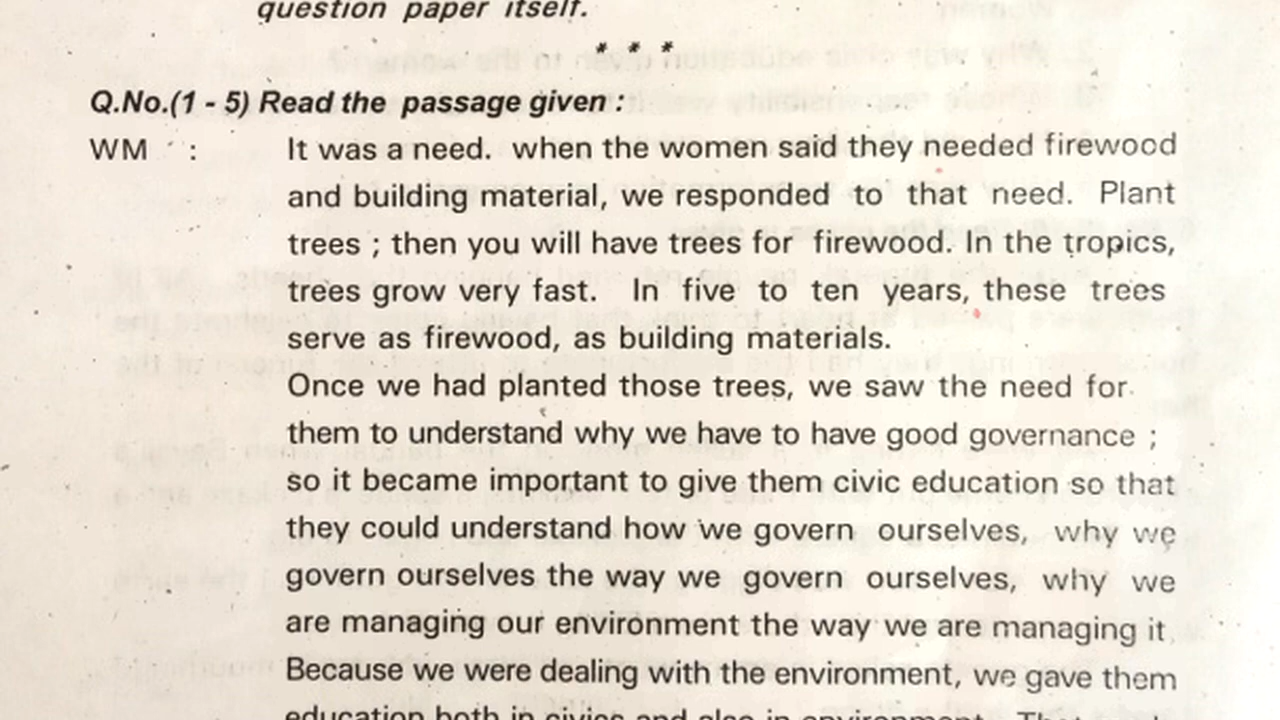 question paper itself.
* * *
Q.No.(1 - 5) Read the passage given :
WM : It was a need. when the women said they needed firewood
and building material, we responded to that need. Plant
trees ; then you will have trees for firewood. In the tropics,
trees grow very fast. In five to ten years, these trees
serve as firewood, as building materials.
Once we had planted those trees, we saw the need for
them to understand why we have to have good governance ;
so it became important to give them civic education so that
they could understand how we govern ourselves, why we
govern ourselves the way we govern ourselves, why we
are managing our environment the way we are managing it
Because we were dealing with the environment, we gave them
education both in civics and also in environment.